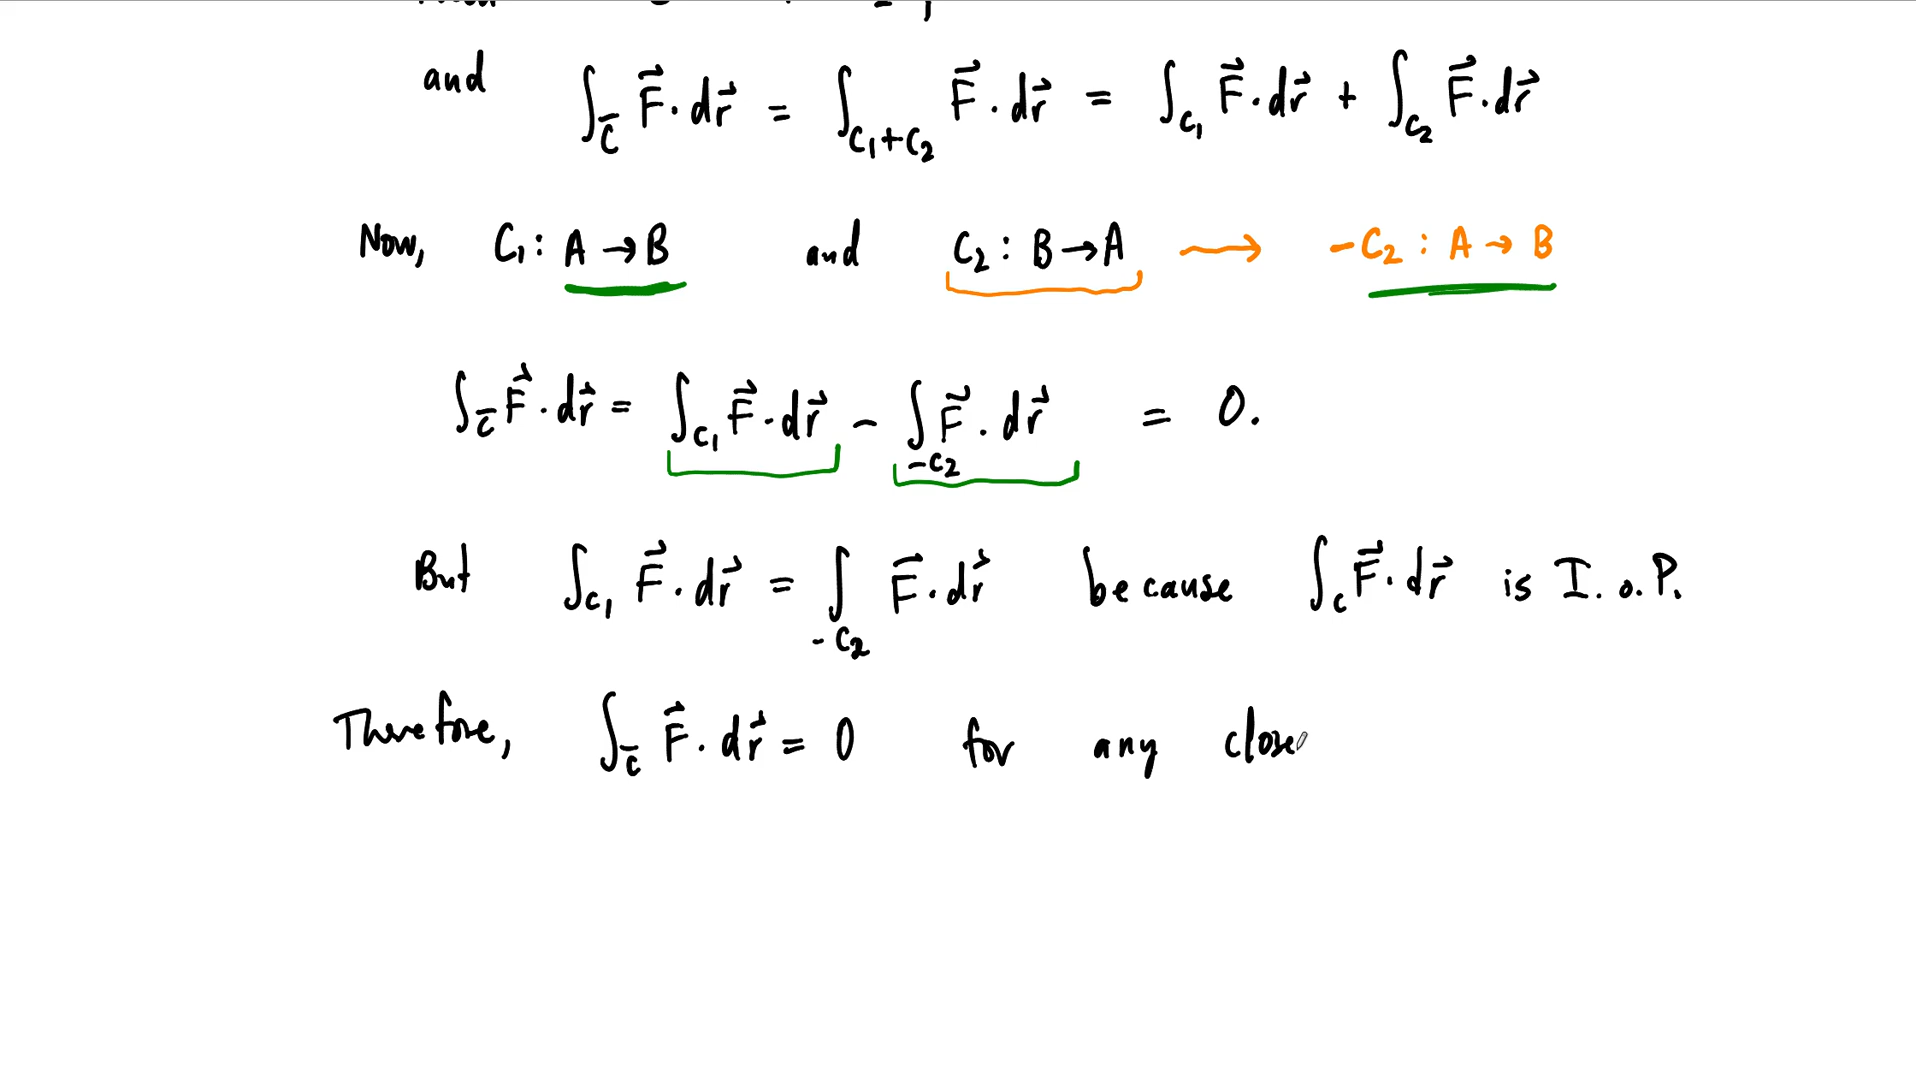 and ∫_C̄ F⃗ · dr⃗ = ∫_{C₁+C₂} F⃗ · dr⃗ = ∫_{C₁} F⃗ · dr⃗ + ∫_{C₂} F⃗ · dr⃗
Now, C₁ : A → B and C₂ : B → A ⟶ -C₂ : A → B
∫_C̄ F⃗ · dr⃗ = ∫_{C₁} F⃗ · dr⃗ - ∫_{-C₂} F⃗ · dr⃗ = 0.
But ∫_{C₁} F⃗ · dr⃗ = ∫_{-C₂} F⃗ · dr⃗ because ∫_C F⃗ · dr⃗ is I.o.P.
Therefore, ∫_C̄ F⃗ · dr⃗ = 0 for any close